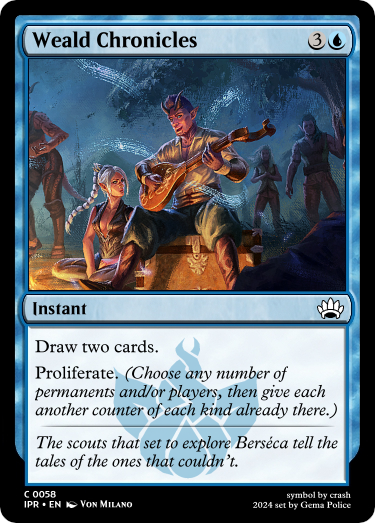 Weald Chronicles 3
Instant
Draw two cards.
Proliferate. (Choose any number of
permanents and/or players, then give each
another counter of each kind already there.)
The scouts that set to explore Berséca tell the
tales of the ones that couldn't.
C 0058
IPR • EN Von Milano
symbol by crash
2024 set by Gema Police